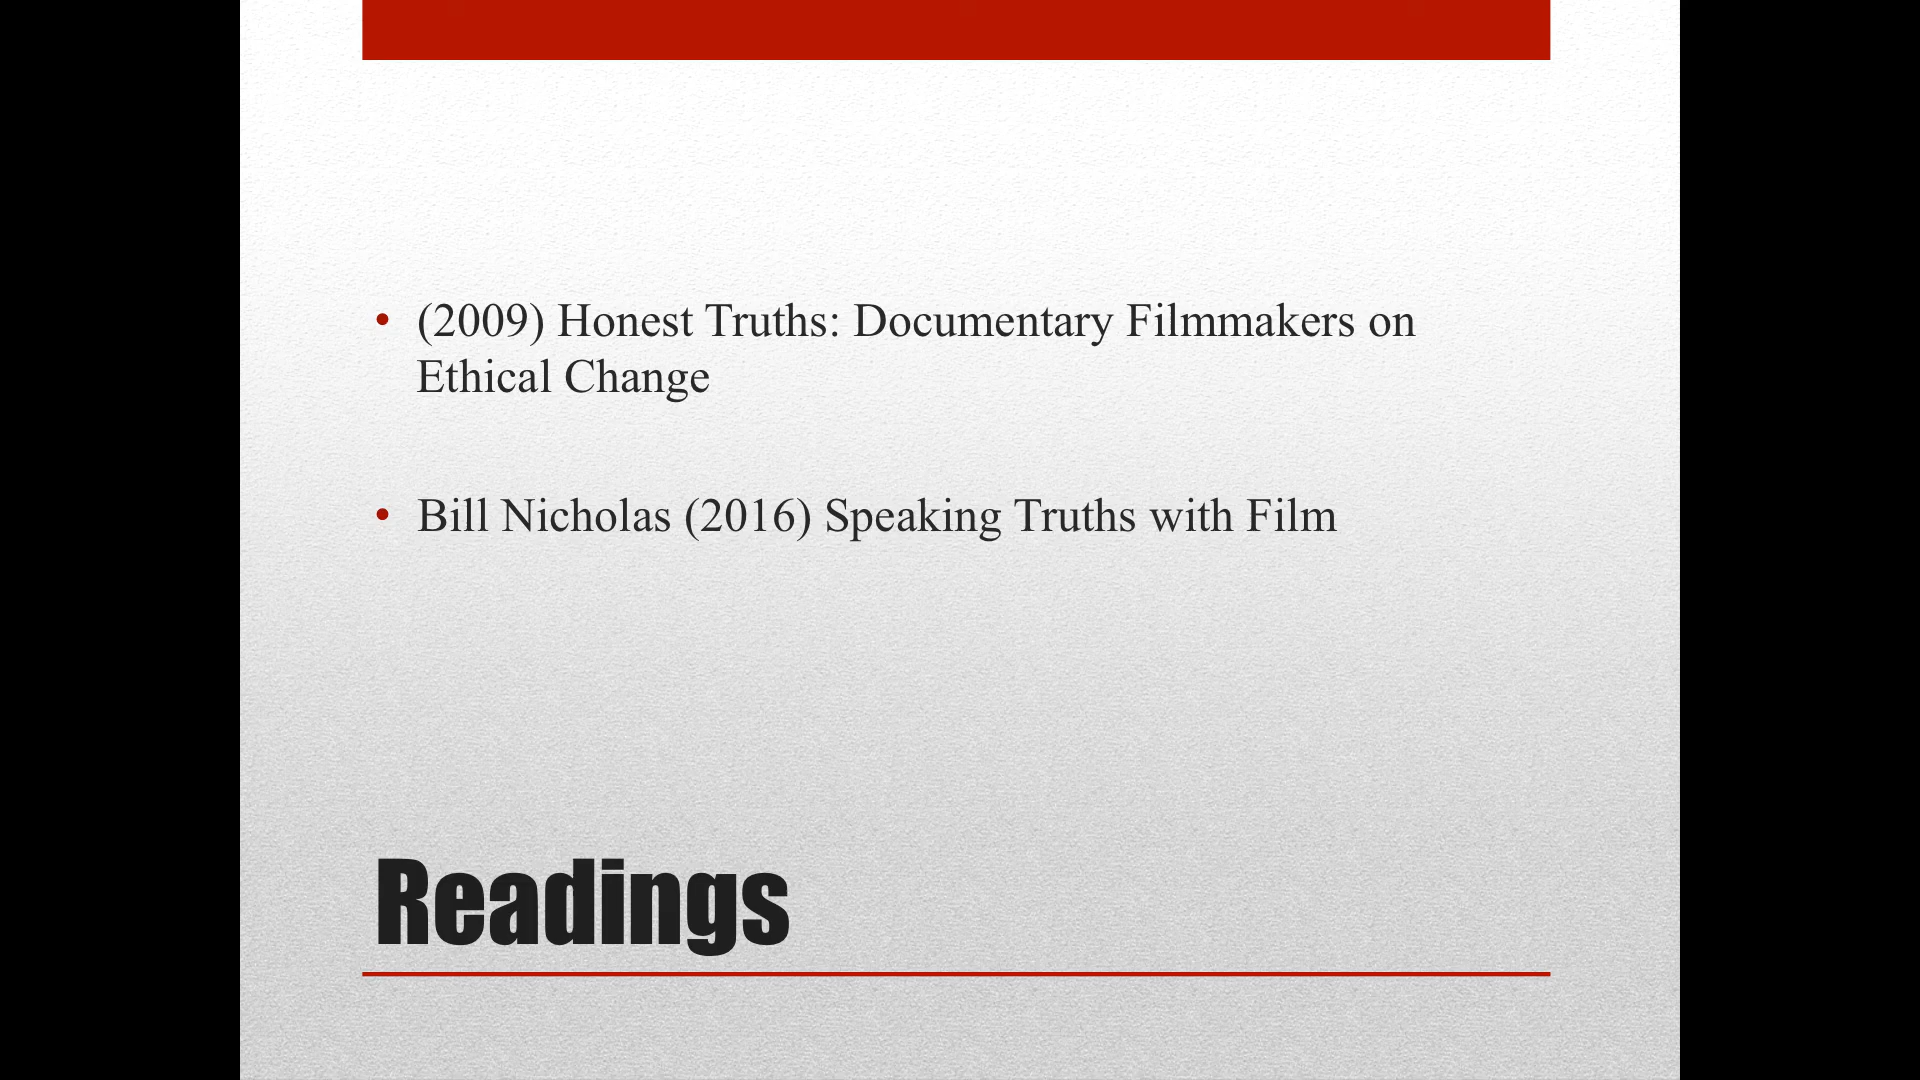 • (2009) Honest Truths: Documentary Filmmakers on
Ethical Change
• Bill Nicholas (2016) Speaking Truths with Film
Readings